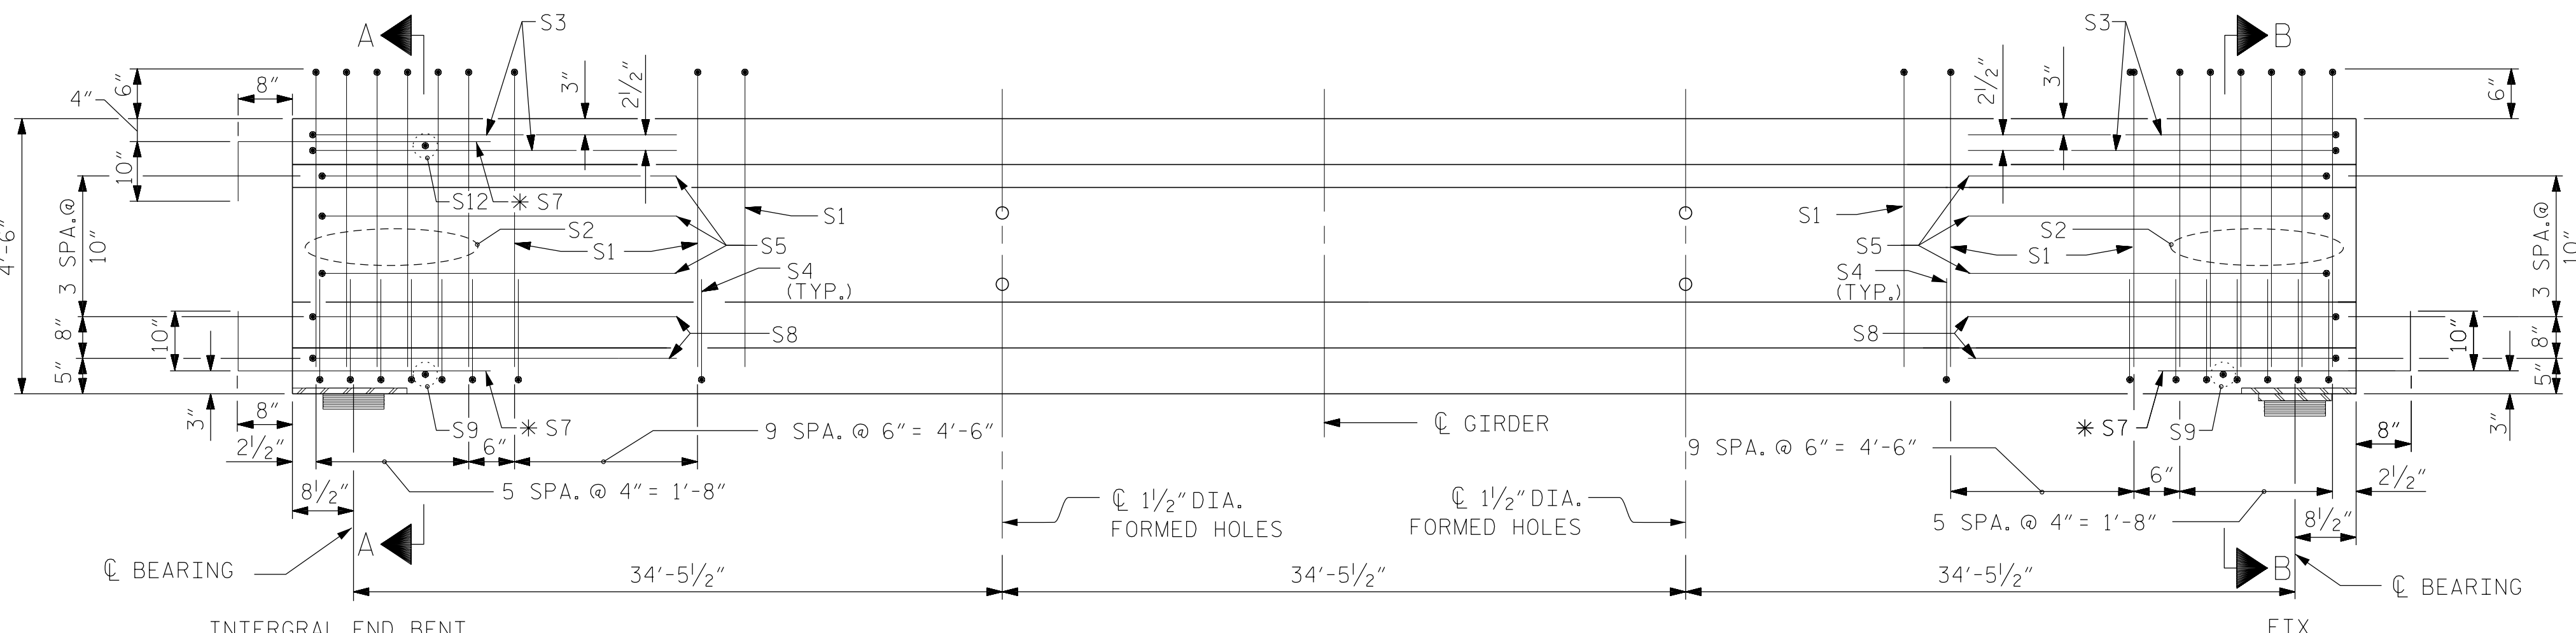 A
S3
S3
B
6"
8"
3"
2½"
2½"
3"
6"
4"
10"
S12
✳ S7
S1
S1
S2
S2
S1
S5
S5
S1
4'-6"
3 SPA.@
10"
3 SPA.@
10"
S4
(TYP.)
S4
(TYP.)
8"
10"
S8
S8
10"
8"
5"
5"
3"
8"
S9
✳ S7
9 SPA. @ 6" = 4'-6"
℄ GIRDER
✳ S7
S9
8"
3"
2½"
6"
9 SPA. @ 6" = 4'-6"
6"
2½"
8½"
5 SPA. @ 4" = 1'-8"
℄ 1½" DIA.
FORMED HOLES
℄ 1½" DIA.
FORMED HOLES
5 SPA. @ 4" = 1'-8"
8½"
A
B
℄ BEARING
34'-5½"
34'-5½"
34'-5½"
℄ BEARING
INTERGRAL END BENT
FIX